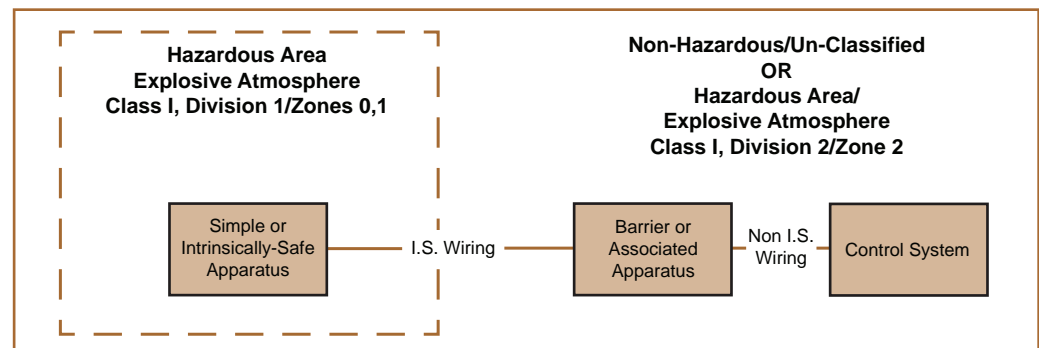 Hazardous Area
Explosive Atmosphere
Class I, Division 1/Zones 0,1
Non-Hazardous/Un-Classified
OR
Hazardous Area/
Explosive Atmosphere
Class I, Division 2/Zone 2
Simple or
Intrinsically-Safe
Apparatus
I.S. Wiring
Barrier or
Associated
Apparatus
Non I.S.
Wiring
Control System